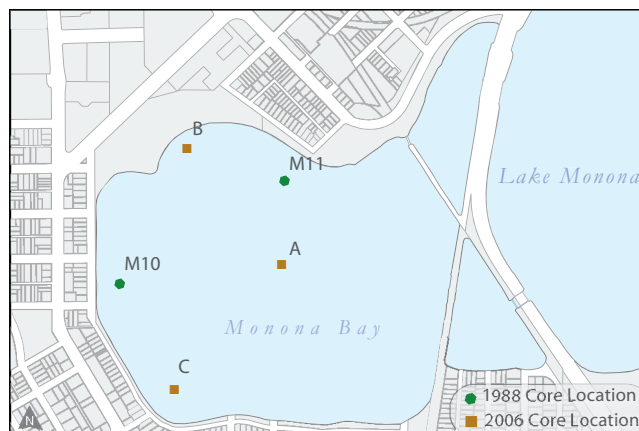 B
M11
Lake Monona
A
M10
Monona Bay
C
1988 Core Location
2006 Core Location
N